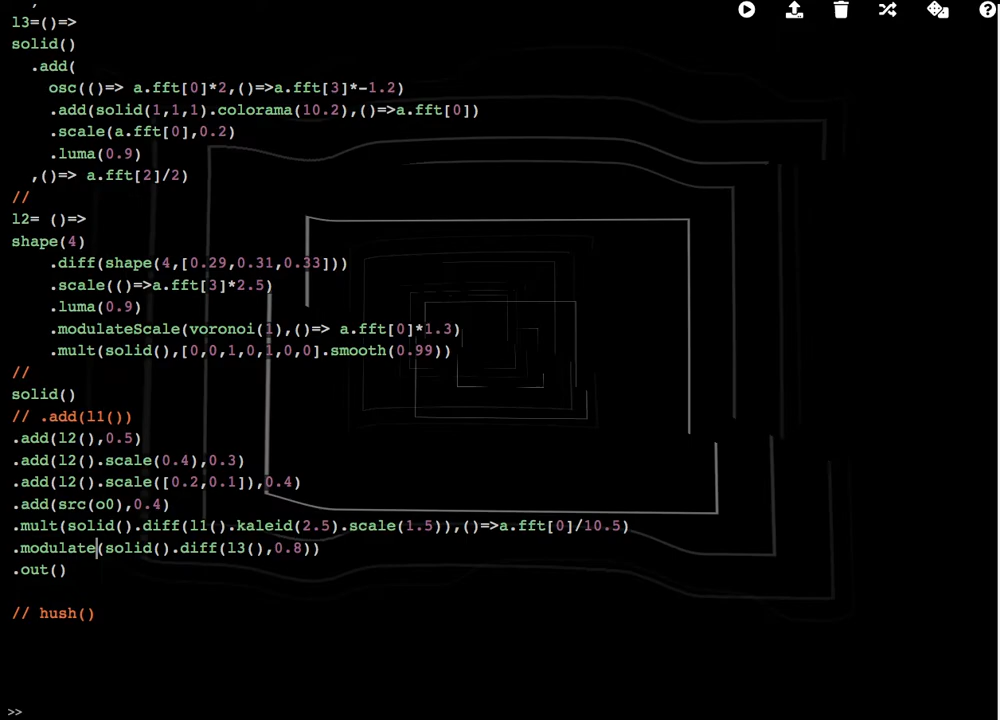 ,
l3=()=>
solid()
.add(
osc(()=> a.fft[0]*2,()=>a.fft[3]*-1.2)
.add(solid(1,1,1).colorama(10.2),()=>a.fft[0])
.scale(a.fft[0],0.2)
.luma(0.9)
,()=> a.fft[2]/2)
//
l2= ()=>
shape(4)
.diff(shape(4,[0.29,0.31,0.33]))
.scale(()=>a.fft[3]*2.5)
.luma(0.9)
.modulateScale(voronoi(1),()=> a.fft[0]*1.3)
.mult(solid(),[0,0,1,0,1,0,0].smooth(0.99))
//
solid()
// .add(l1())
.add(l2(),0.5)
.add(l2().scale(0.4),0.3)
.add(l2().scale([0.2,0.1]),0.4)
.add(src(o0),0.4)
.mult(solid().diff(l1().kaleid(2.5).scale(1.5)),()=>a.fft[0]/10.5)
.modulate(solid().diff(l3(),0.8))
.out()
// hush()
>>